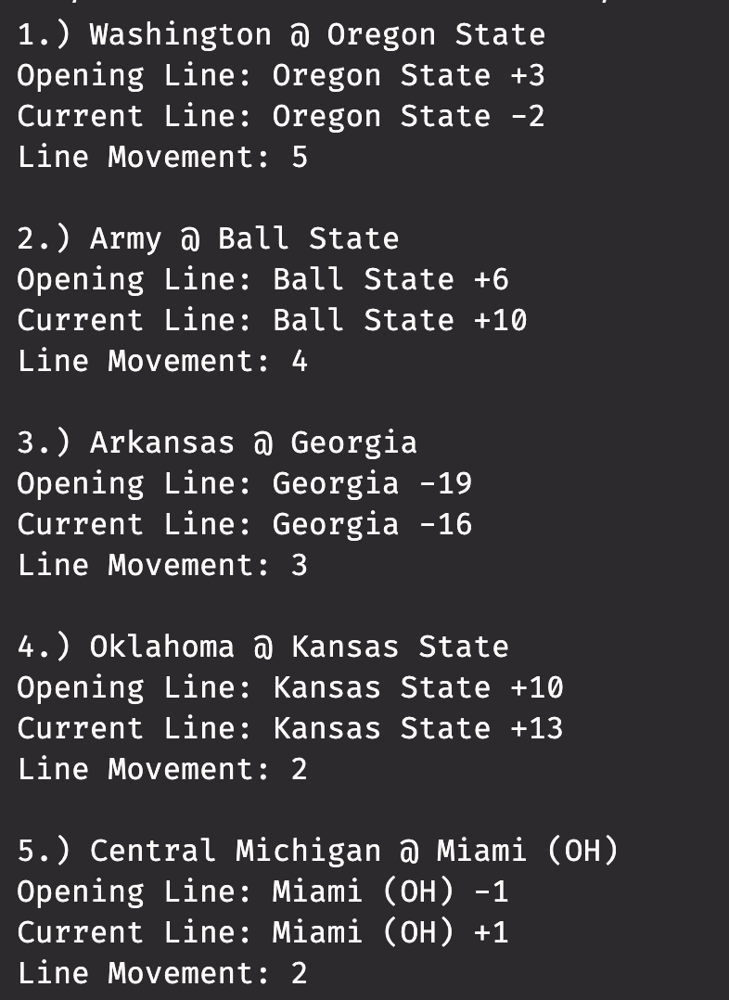 1.) Washington @ Oregon State
Opening Line: Oregon State +3
Current Line: Oregon State -2
Line Movement: 5
2.) Army @ Ball State
Opening Line: Ball State +6
Current Line: Ball State +10
Line Movement: 4
3.) Arkansas @ Georgia
Opening Line: Georgia -19
Current Line: Georgia -16
Line Movement: 3
4.) Oklahoma @ Kansas State
Opening Line: Kansas State +10
Current Line: Kansas State +13
Line Movement: 2
5.) Central Michigan @ Miami (OH)
Opening Line: Miami (OH) -1
Current Line: Miami (OH) +1
Line Movement: 2